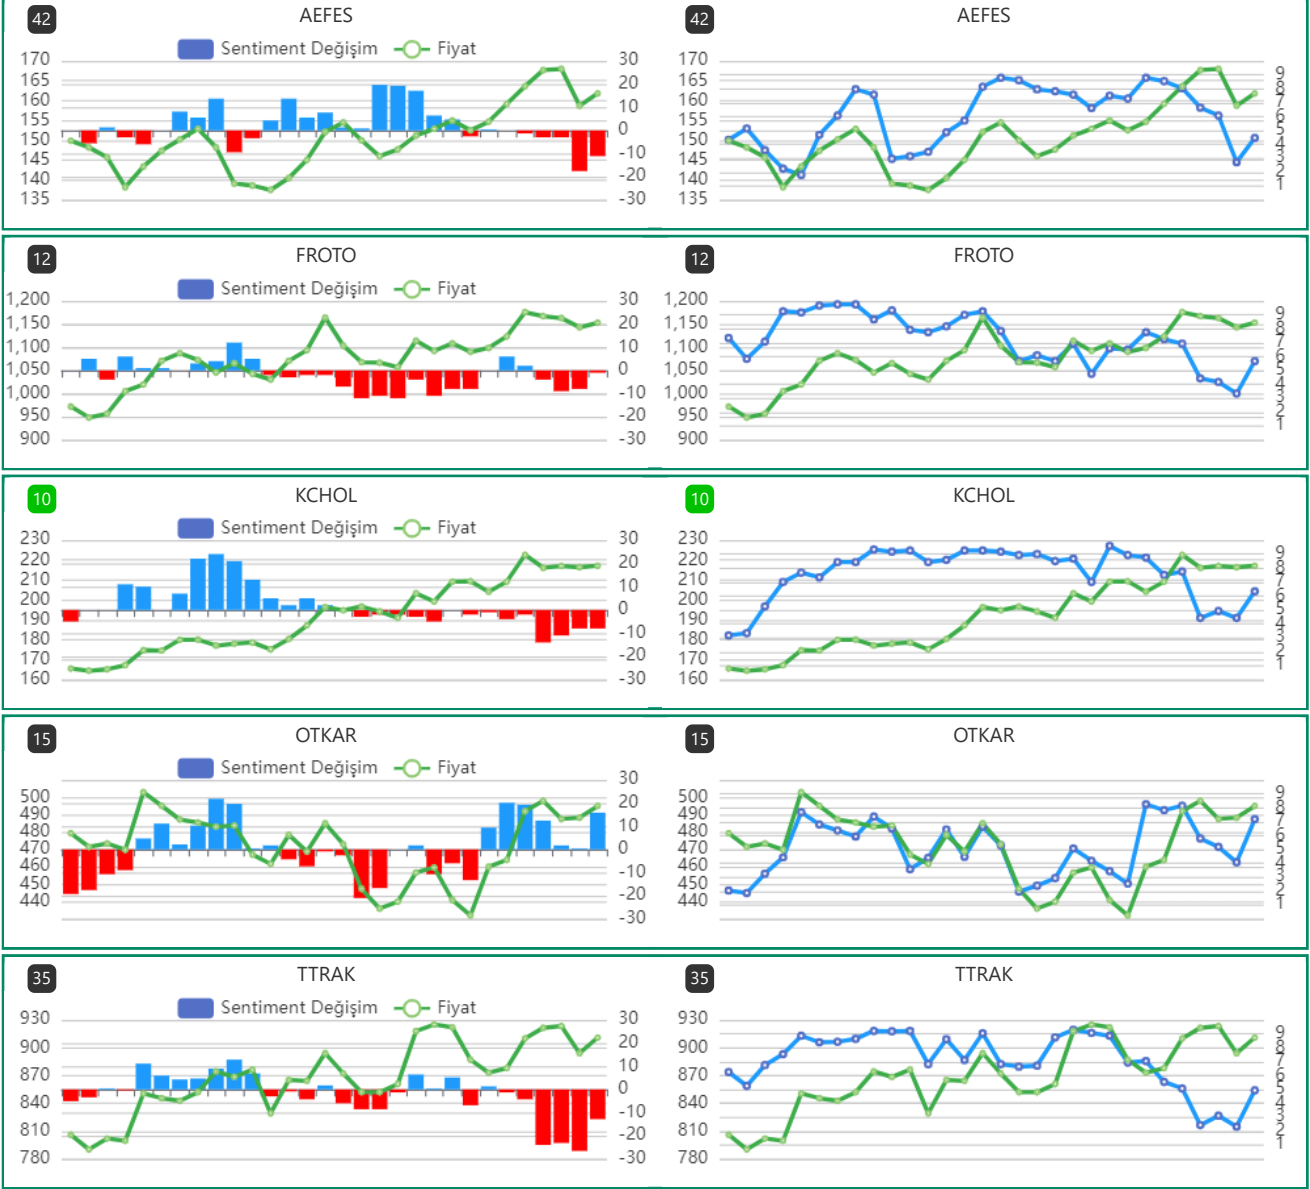 42 AEFES 42 AEFES
Sentiment Değişim Fiyat
170 30 170 9
165 20 165 8
160 10 160 7
155 0 155 6
150 -10 150 5
145 -20 145 4
140 -30 140 3
135 135 2
1
12 FROTO 12 FROTO
Sentiment Değişim Fiyat
1,200 30 1,200 9
1,150 20 1,150 8
1,100 10 1,100 7
1,050 0 1,050 6
1,000 -10 1,000 5
950 -20 950 4
900 -30 900 3
2
1
10 KCHOL 10 KCHOL
Sentiment Değişim Fiyat
230 30 230 9
220 20 220 8
210 10 210 7
200 0 200 6
190 -10 190 5
180 -20 180 4
170 -30 170 3
160 160 2
1
15 OTKAR 15 OTKAR
Sentiment Değişim Fiyat
500 30 500 9
490 20 490 8
480 10 480 7
470 0 470 6
460 -10 460 5
450 -20 450 4
440 -30 440 3
2
1
35 TTRAK 35 TTRAK
Sentiment Değişim Fiyat
930 30 930 9
900 20 900 8
870 10 870 7
840 0 840 6
810 -10 810 5
780 -20 780 4
-30 3
2
1